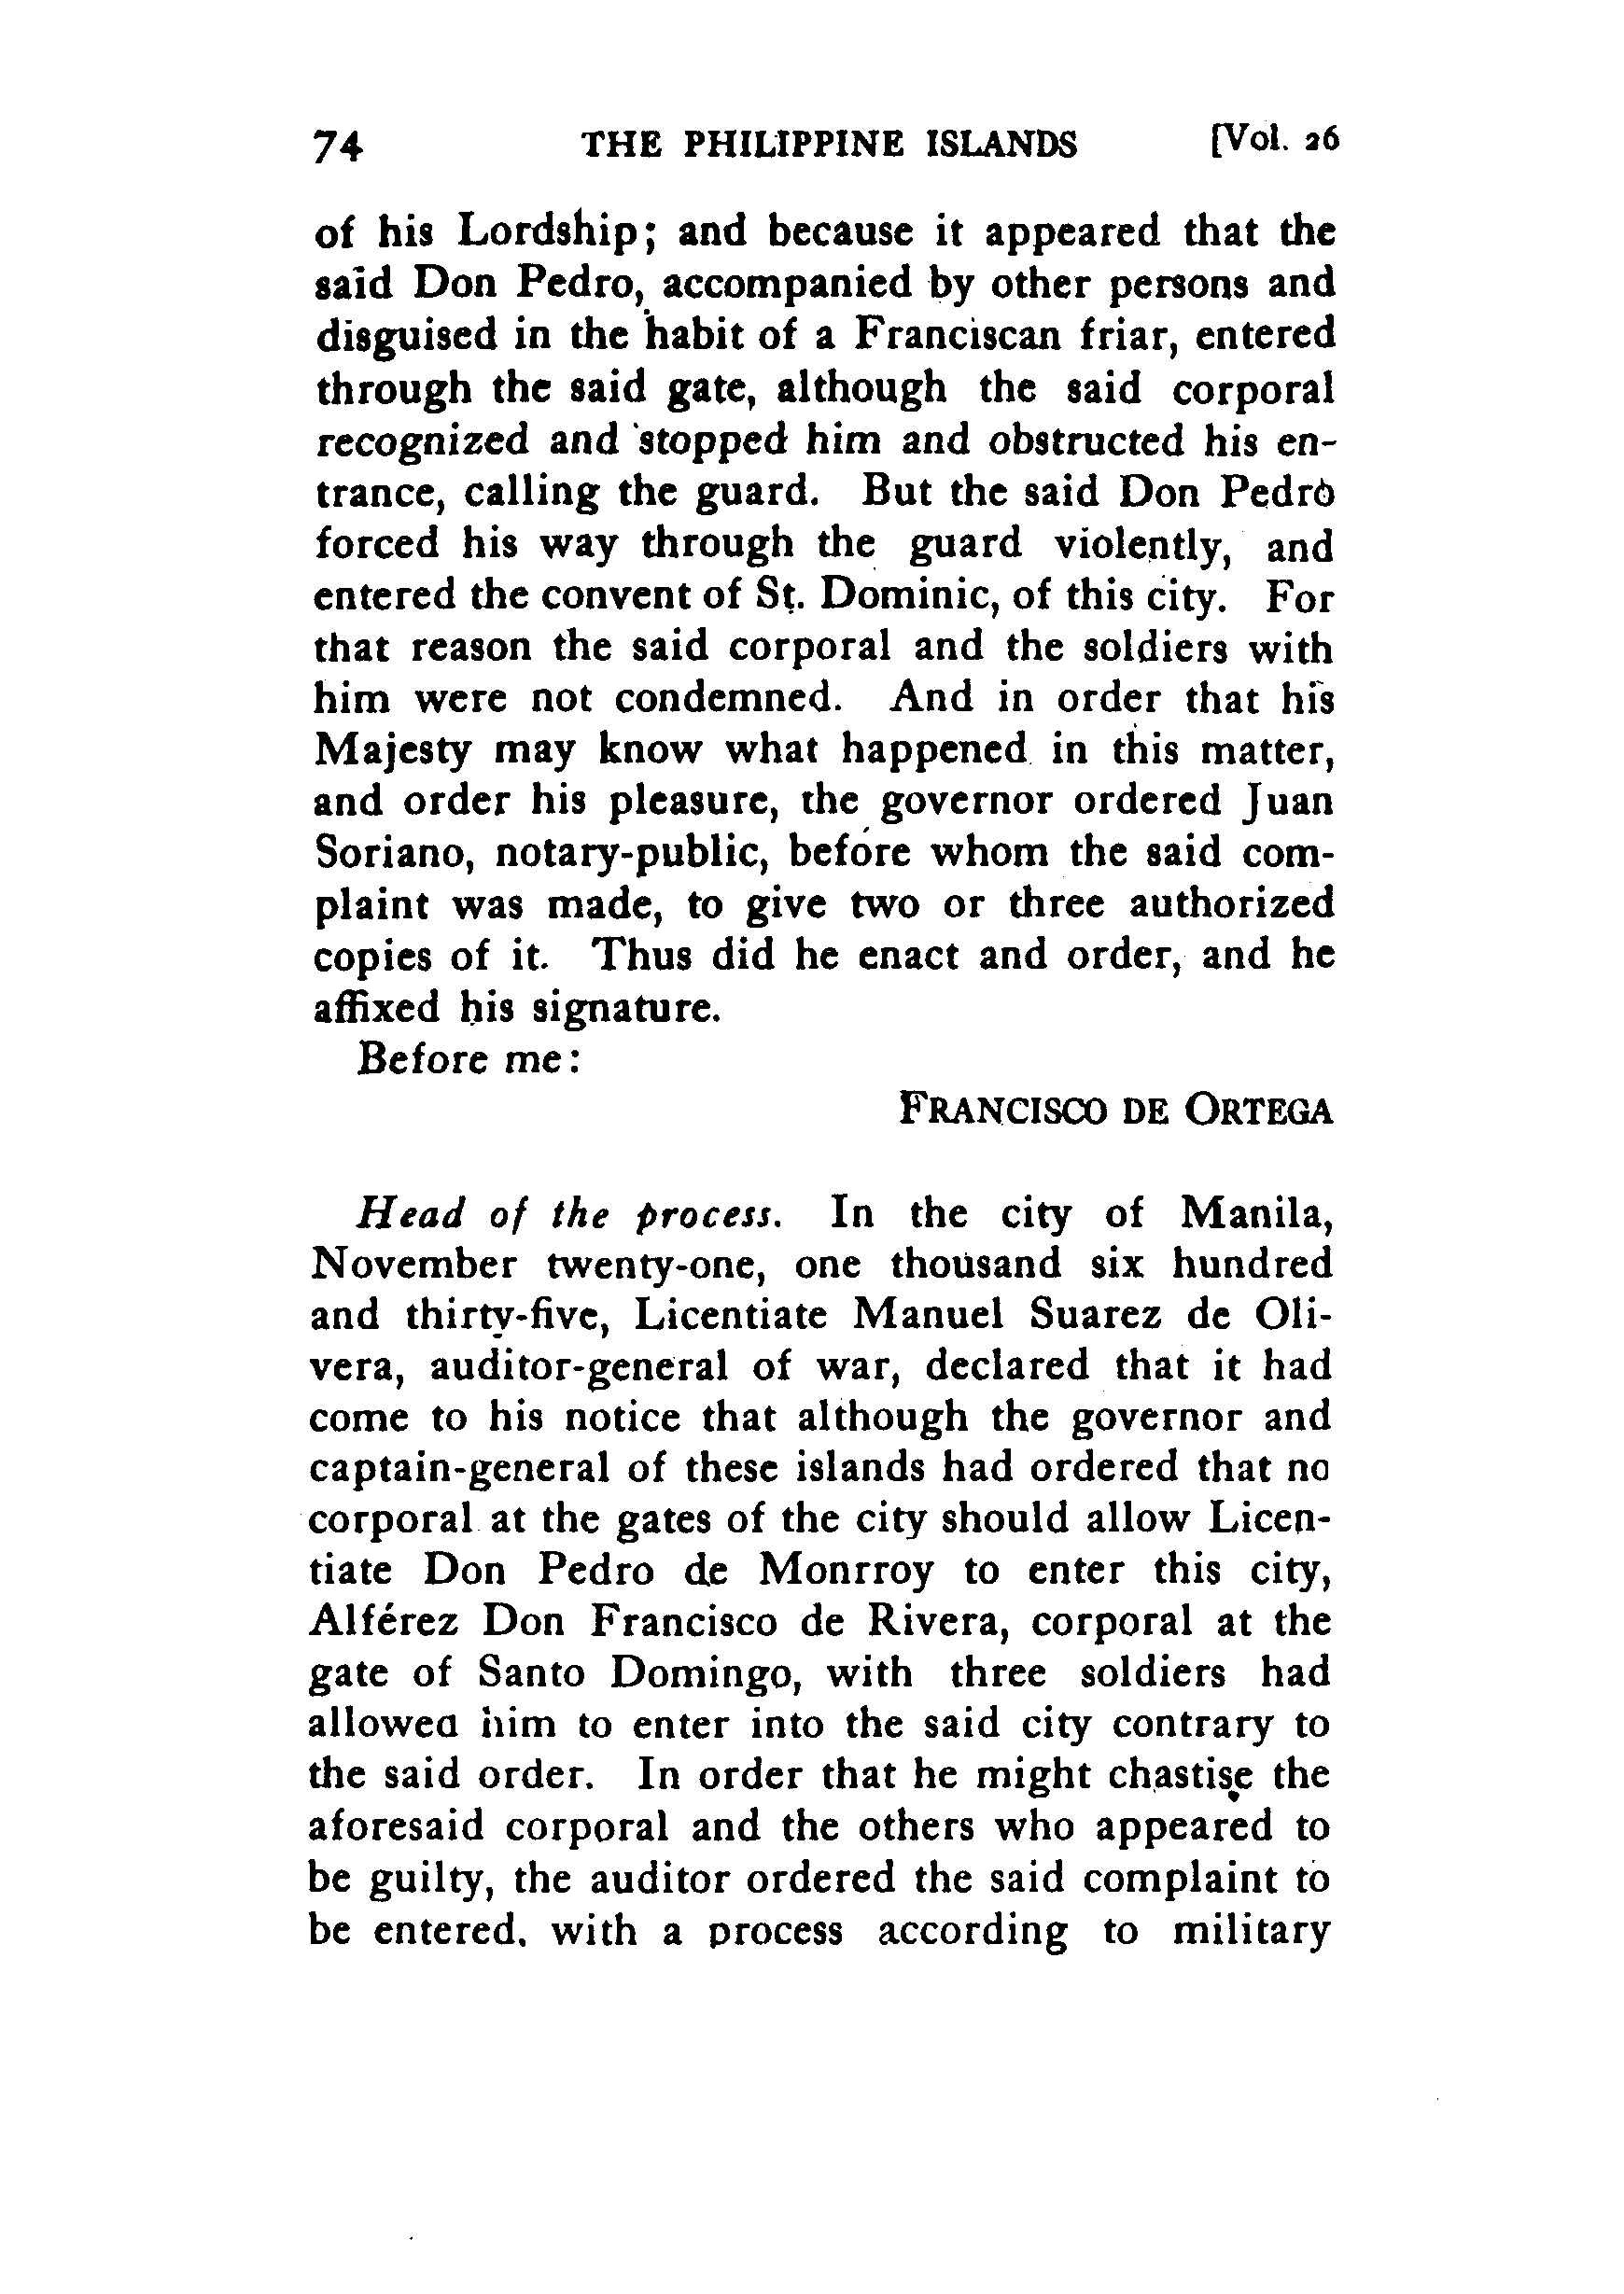 74 THE PHILIPPINE ISLANDS [Vol. 26
of his Lordship; and because it appeared that the
said Don Pedro, accompanied by other persons and
disguised in the habit of a Franciscan friar, entered
through the said gate, although the said corporal
recognized and stopped him and obstructed his en-
trance, calling the guard. But the said Don Pedro
forced his way through the guard violently, and
entered the convent of St. Dominic, of this city. For
that reason the said corporal and the soldiers with
him were not condemned. And in order that his
Majesty may know what happened in this matter,
and order his pleasure, the governor ordered Juan
Soriano, notary-public, before whom the said com-
plaint was made, to give two or three authorized
copies of it. Thus did he enact and order, and he
affixed his signature.
Before me:
FRANCISCO DE ORTEGA
Head of the process. In the city of Manila,
November twenty-one, one thousand six hundred
and thirty-five, Licentiate Manuel Suarez de Oli-
vera, auditor-general of war, declared that it had
come to his notice that although the governor and
captain-general of these islands had ordered that no
corporal at the gates of the city should allow Licen-
tiate Don Pedro de Monrroy to enter this city,
Alférez Don Francisco de Rivera, corporal at the
gate of Santo Domingo, with three soldiers had
allowed him to enter into the said city contrary to
the said order. In order that he might chastise the
aforesaid corporal and the others who appeared to
be guilty, the auditor ordered the said complaint to
be entered, with a process according to military